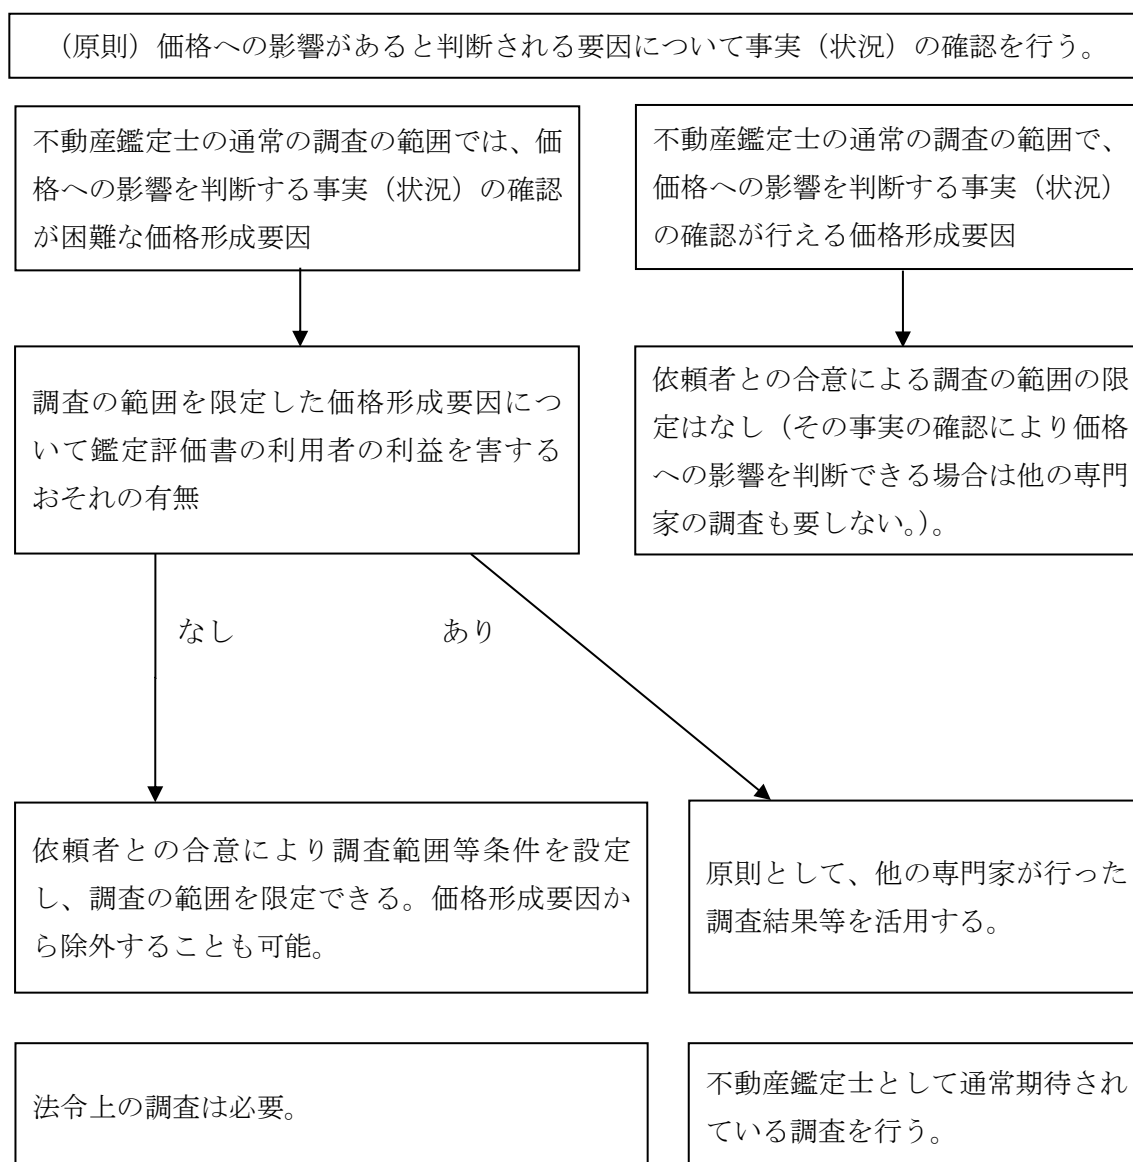 （原則）価格への影響があると判断される要因について事実（状況）の確認を行う。
不動産鑑定士の通常の調査の範囲では、価
格への影響を判断する事実（状況）の確認
が困難な価格形成要因
不動産鑑定士の通常の調査の範囲で、
価格への影響を判断する事実（状況）
の確認が行える価格形成要因
調査の範囲を限定した価格形成要因につ
いて鑑定評価書の利用者の利益を害する
おそれの有無
依頼者との合意による調査の範囲の限
定はなし（その事実の確認により価格
への影響を判断できる場合は他の専門
家の調査も要しない。）。
なし
あり
依頼者との合意により調査範囲等条件を設定
し、調査の範囲を限定できる。価格形成要因か
ら除外することも可能。
原則として、他の専門家が行った
調査結果等を活用する。
法令上の調査は必要。
不動産鑑定士として通常期待され
ている調査を行う。